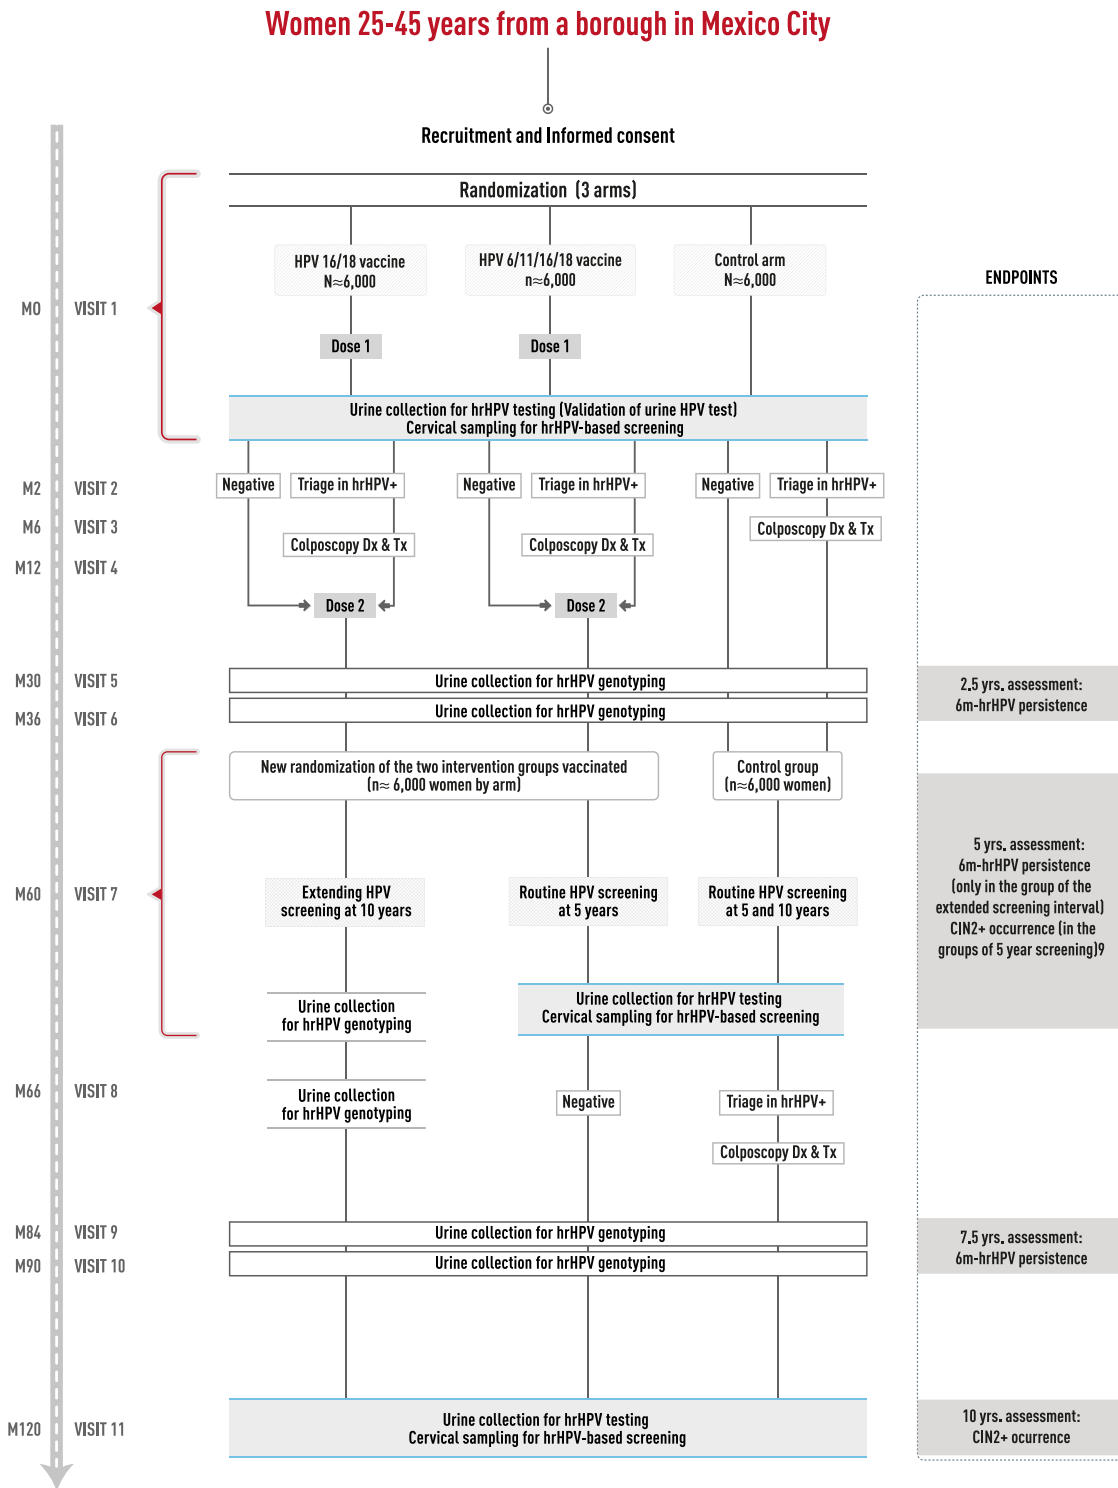 Women 25-45 years from a borough in Mexico City
Recruitment and Informed consent
Randomization (3 arms)
HPV 16/18 vaccine
N≈6,000
HPV 6/11/16/18 vaccine
n≈6,000
Control arm
N≈6,000
ENDPOINTS
M0 VISIT 1
Dose 1
Dose 1
Urine collection for hrHPV testing (Validation of urine HPV test)
Cervical sampling for hrHPV-based screening
M2 VISIT 2
Negative
Triage in hrHPV+
Negative
Triage in hrHPV+
Negative
Triage in hrHPV+
M6 VISIT 3
Colposcopy Dx & Tx
Colposcopy Dx & Tx
Colposcopy Dx & Tx
M12 VISIT 4
Dose 2
Dose 2
M30 VISIT 5
Urine collection for hrHPV genotyping
M36 VISIT 6
Urine collection for hrHPV genotyping
2.5 yrs. assessment:
6m-hrHPV persistence
New randomization of the two intervention groups vaccinated
(n≈ 6,000 women by arm)
Control group
(n≈6,000 women)
M60 VISIT 7
Extending HPV
screening at 10 years
Routine HPV screening
at 5 years
Routine HPV screening
at 5 and 10 years
5 yrs. assessment:
6m-hrHPV persistence
(only in the group of the
extended screening interval)
CIN2+ occurrence (in the
groups of 5 year screening)9
Urine collection
for hrHPV genotyping
Urine collection for hrHPV testing
Cervical sampling for hrHPV-based screening
M66 VISIT 8
Urine collection
for hrHPV genotyping
Negative
Triage in hrHPV+
Colposcopy Dx & Tx
M84 VISIT 9
Urine collection for hrHPV genotyping
M90 VISIT 10
Urine collection for hrHPV genotyping
7.5 yrs. assessment:
6m-hrHPV persistence
M120 VISIT 11
Urine collection for hrHPV testing
Cervical sampling for hrHPV-based screening
10 yrs. assessment:
CIN2+ ocurrence